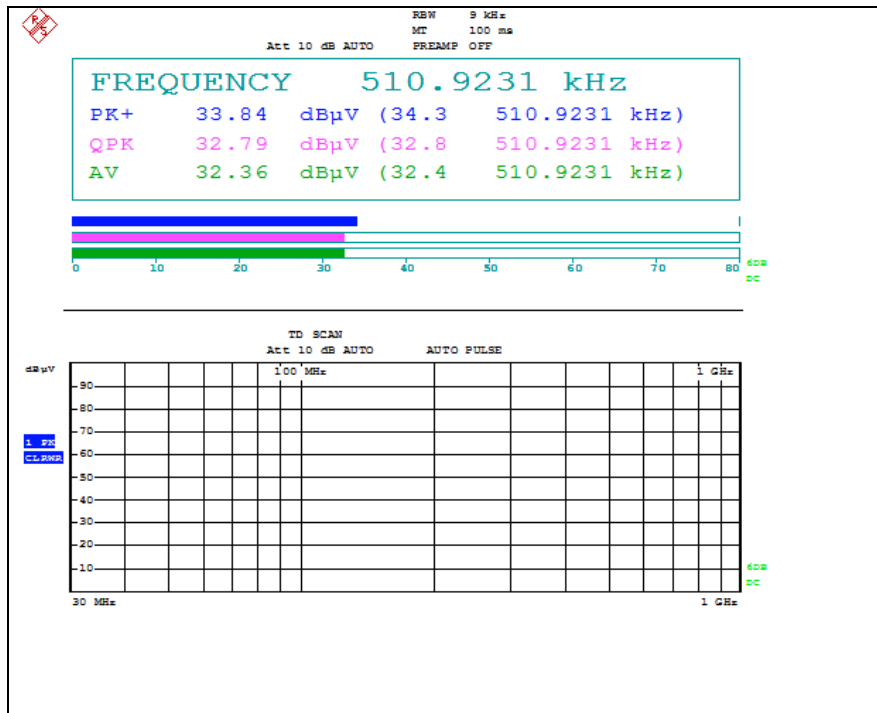 R S
RBW 9 kHz
MT 100 ms
Att 10 dB AUTO PREAMP OFF
FREQUENCY 510.9231 kHz
PK+ 33.84 dBµV (34.3 510.9231 kHz)
QPK 32.79 dBµV (32.8 510.9231 kHz)
AV 32.36 dBµV (32.4 510.9231 kHz)
0 10 20 30 40 50 60 70 80
6DB
DC
TD SCAN
Att 10 dB AUTO AUTO PULSE
dBµV
100 MHz 1 GHz
90
80
70
1 PK
CLRWR
60
50
40
30
20
10
6DB
DC
30 MHz 1 GHz